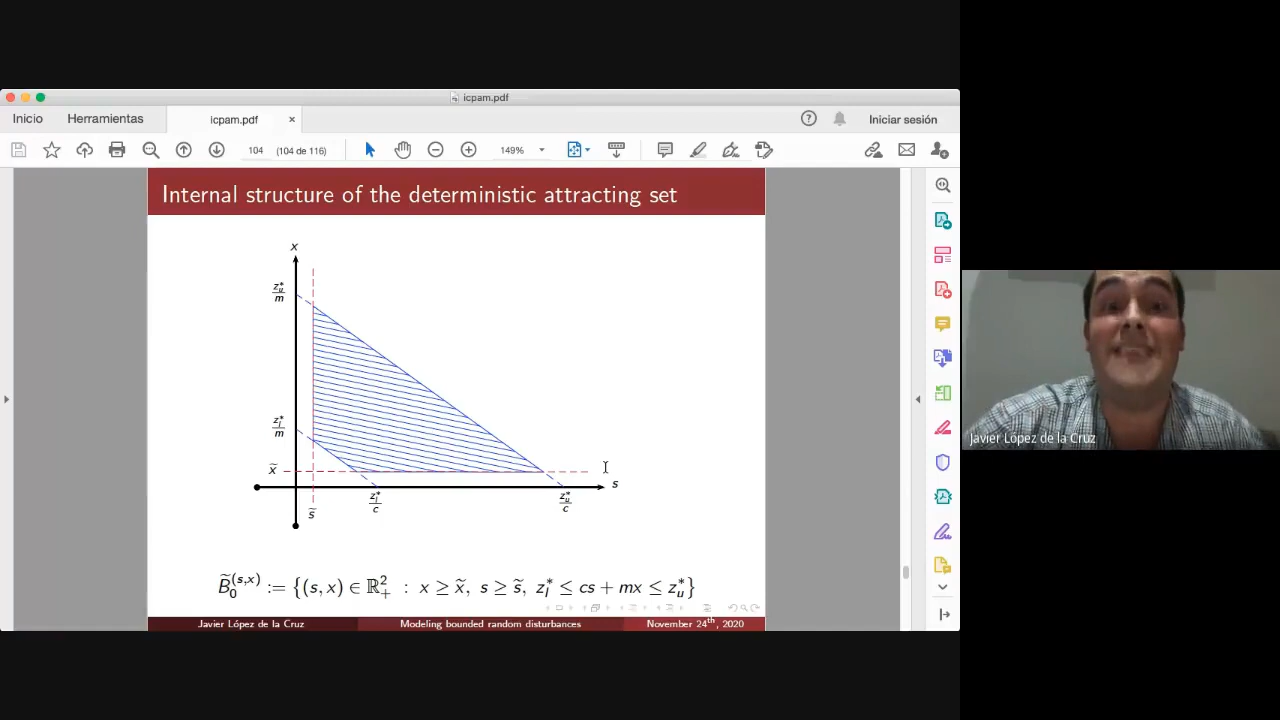 icpam.pdf
Inicio Herramientas icpam.pdf × Iniciar sesión
104 (104 de 116) 149%
Internal structure of the deterministic attracting set
x
z*u/m
z*l/m
x̃
s
s̃
z*l/c
z*u/c
B̃₀^(s,x) := {(s, x) ∈ ℝ²₊ : x ≥ x̃, s ≥ s̃, z*l ≤ cs + mx ≤ z*u}
Javier López de la Cruz Modeling bounded random disturbances November 24th, 2020
Javier López de la Cruz